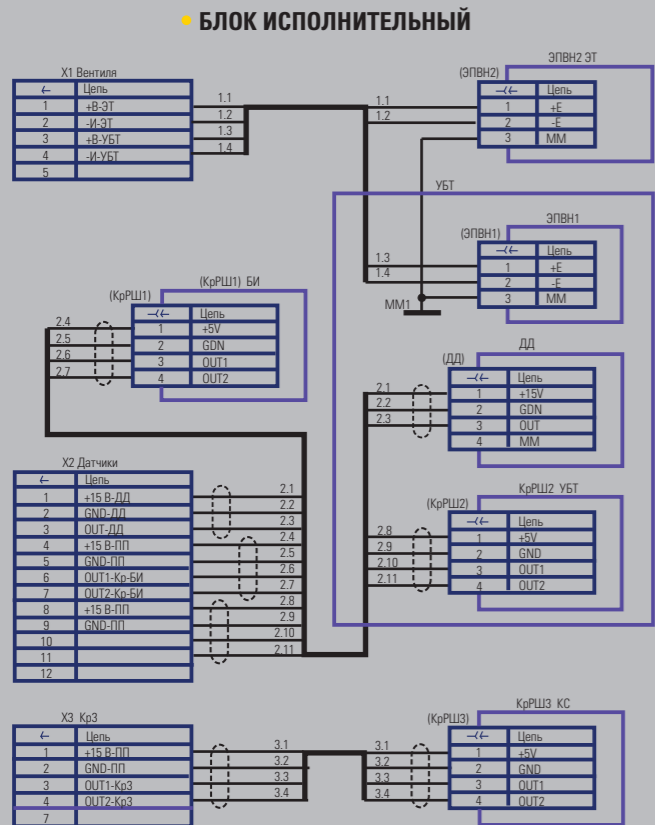 БЛОК ИСПОЛНИТЕЛЬНЫЙ
X1 Вентиля
Цепь
1 +В-ЭТ 1.1
2 -И-ЭТ 1.2
3 +В-УБТ 1.3
4 -И-УБТ 1.4
5
ЭПВН2 ЭТ
(ЭПВН2)
Цепь
1.1 1 +E
1.2 2 -E
3 ММ
УБТ
ЭПВН1
(ЭПВН1)
Цепь
1.3 1 +E
1.4 2 -E
3 ММ
ММ1
(КрРШ1) БИ
(КрРШ1)
Цепь
2.4 1 +5V
2.5 2 GDN
2.6 3 OUT1
2.7 4 OUT2
ДД
(ДД)
Цепь
2.1 1 +15V
2.2 2 GDN
2.3 3 OUT
4 ММ
X2 Датчики
Цепь
1 +15 В-ДД 2.1
2 GND-ДД 2.2
3 OUT-ДД 2.3
4 +15 В-ПП 2.4
5 GND-ПП 2.5
6 OUT1-Кр-БИ 2.6
7 OUT2-Кр-БИ 2.7
8 +15 В-ПП 2.8
9 GND-ПП 2.9
10 2.10
11 2.11
12
КрРШ2 УБТ
(КрРШ2)
Цепь
2.8 1 +5V
2.9 2 GND
2.10 3 OUT1
2.11 4 OUT2
X3 Кр3
Цепь
1 +15 В-ПП 3.1
2 GND-ПП 3.2
3 OUT1-Кр3 3.3
4 OUT2-Кр3 3.4
7
КрРШ3 КС
(КрРШ3)
Цепь
3.1 1 +5V
3.2 2 GND
3.3 3 OUT1
3.4 4 OUT2